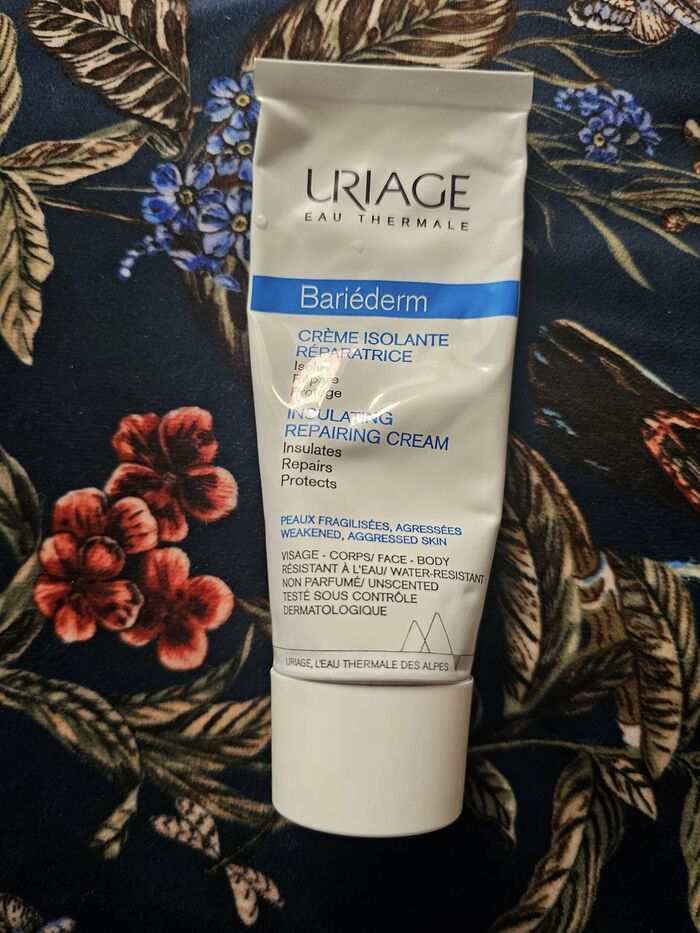 URIAGE
EAU THERMALE
Bariéderm
CRÈME ISOLANTE
RÉPARATRICE
Isole
Répare
Protège
INSULATING
REPAIRING CREAM
Insulates
Repairs
Protects
PEAUX FRAGILISÉES, AGRESSÉES
WEAKENED, AGGRESSED SKIN
VISAGE - CORPS/ FACE - BODY
RÉSISTANT À L'EAU/ WATER-RESISTANT
NON PARFUMÉ/ UNSCENTED
TESTÉ SOUS CONTRÔLE
DERMATOLOGIQUE
URIAGE, L'EAU THERMALE DES ALPES